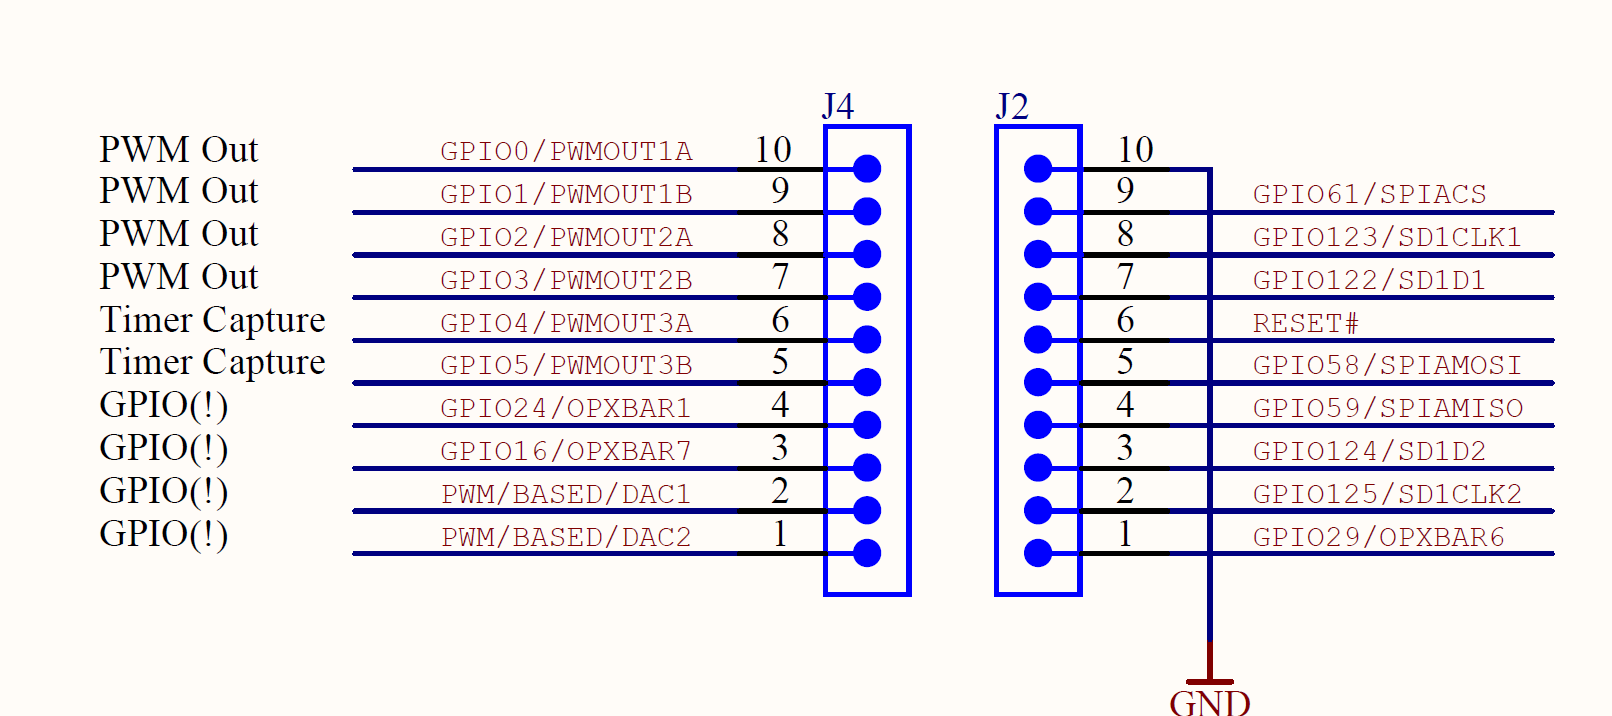 J4 J2
PWM Out GPIO0/PWMOUT1A 10 10
PWM Out GPIO1/PWMOUT1B 9 9 GPIO61/SPIACS
PWM Out GPIO2/PWMOUT2A 8 8 GPIO123/SD1CLK1
PWM Out GPIO3/PWMOUT2B 7 7 GPIO122/SD1D1
Timer Capture GPIO4/PWMOUT3A 6 6 RESET#
Timer Capture GPIO5/PWMOUT3B 5 5 GPIO58/SPIAMOSI
GPIO(!) GPIO24/OPXBAR1 4 4 GPIO59/SPIAMISO
GPIO(!) GPIO16/OPXBAR7 3 3 GPIO124/SD1D2
GPIO(!) PWM/BASED/DAC1 2 2 GPIO125/SD1CLK2
GPIO(!) PWM/BASED/DAC2 1 1 GPIO29/OPXBAR6
GND